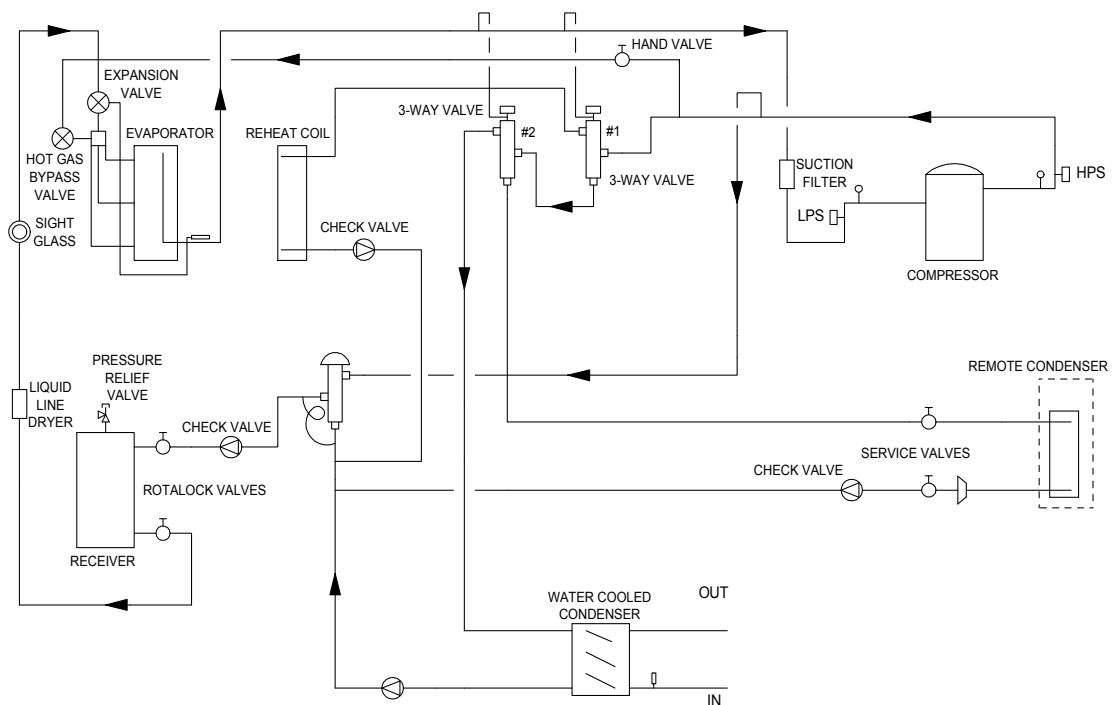 HAND VALVE
EXPANSION
VALVE
3-WAY VALVE
#2
#1
EVAPORATOR
REHEAT COIL
HOT GAS
BYPASS
VALVE
3-WAY VALVE
SUCTION
FILTER
HPS
LPS
SIGHT
GLASS
CHECK VALVE
COMPRESSOR
PRESSURE
RELIEF
VALVE
REMOTE CONDENSER
LIQUID
LINE
DRYER
CHECK VALVE
SERVICE VALVES
CHECK VALVE
ROTALOCK VALVES
RECEIVER
WATER COOLED
CONDENSER
OUT
IN